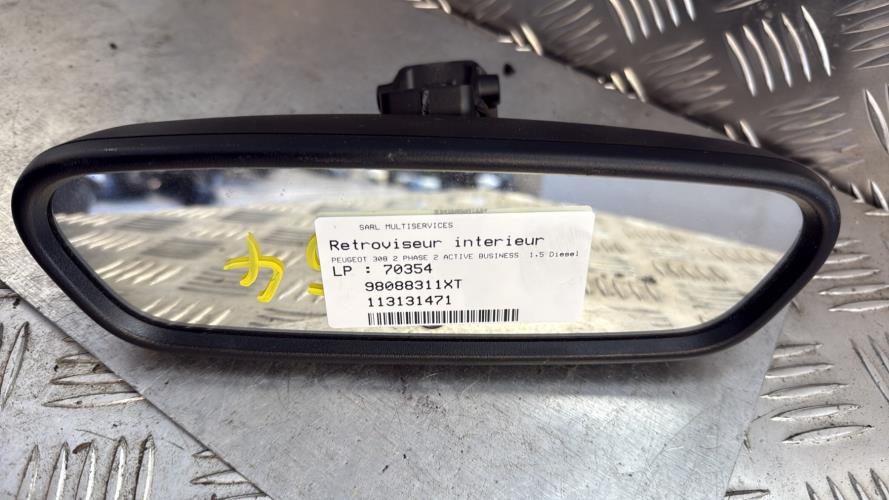 SARL MULTISERVICES
Retroviseur interieur
PEUGEOT 308 2 PHASE 2 ACTIVE BUSINESS 1.5 Diesel
LP : 70354
98088311XT
113131471